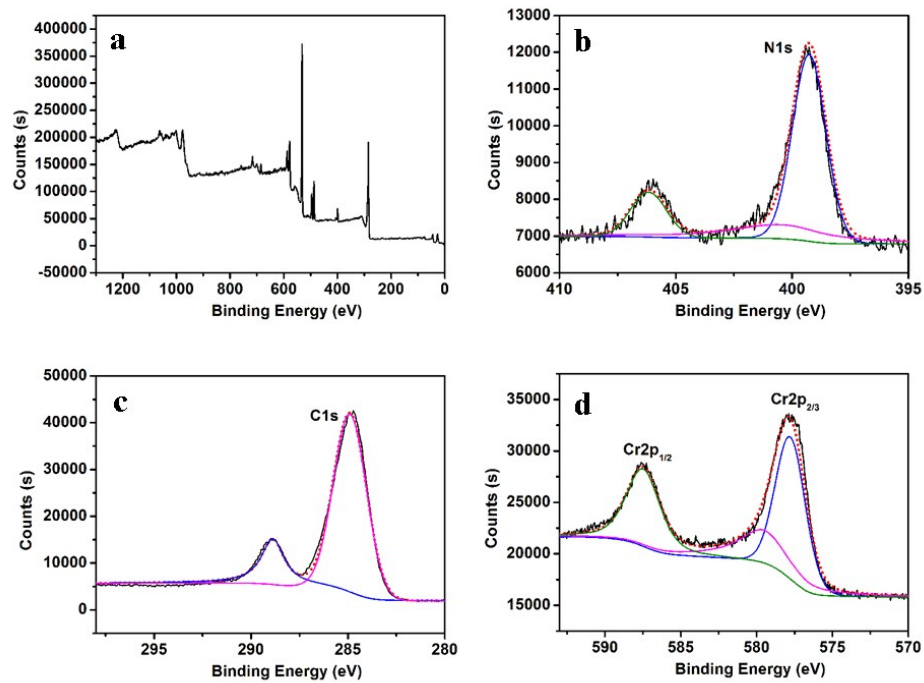 a
400000
350000
300000
250000
200000
150000
100000
50000
0
-50000
Counts (s)
1200 1000 800 600 400 200 0
Binding Energy (eV)
b
N1s
13000
12000
11000
10000
9000
8000
7000
6000
Counts (s)
410 405 400 395
Binding Energy (eV)
c
C1s
50000
40000
30000
20000
10000
0
Counts (s)
295 290 285 280
Binding Energy (eV)
d
Cr2p2/3
Cr2p1/2
35000
30000
25000
20000
15000
Counts (s)
590 585 580 575 570
Binding Energy (eV)